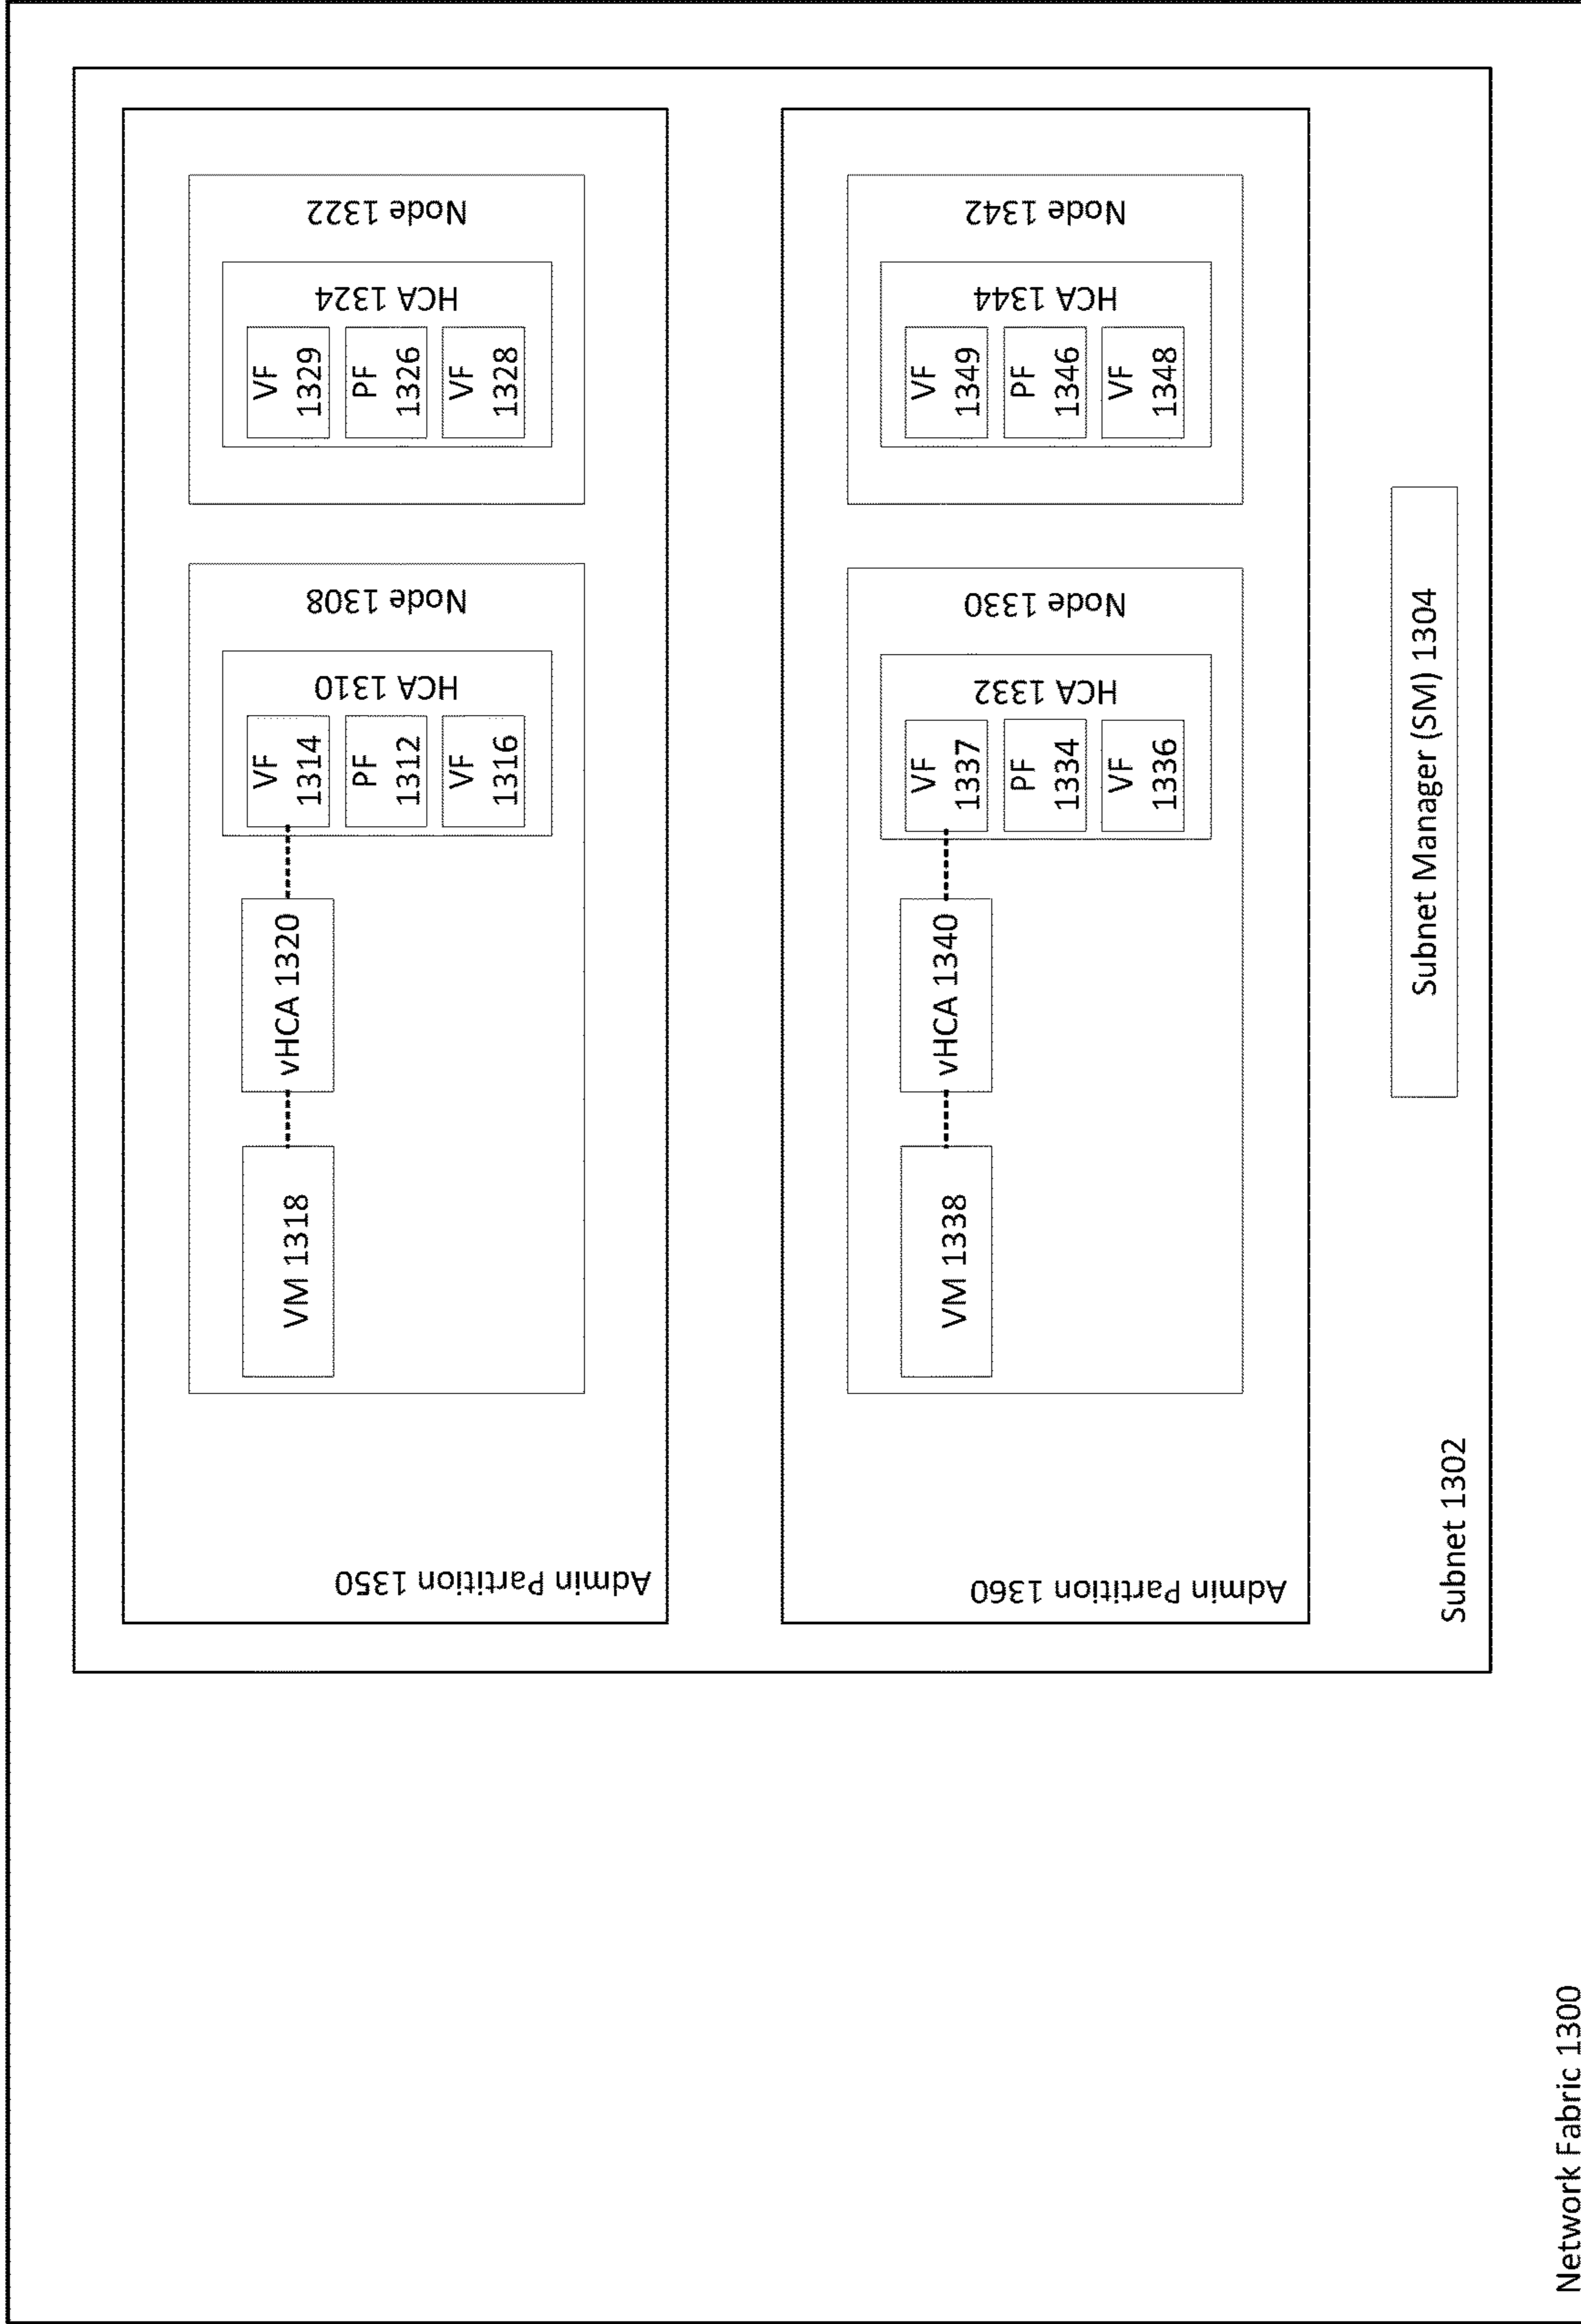 Node 1322
HCA 1324
VF
1329
PF
1326
VF
1328
Node 1308
HCA 1310
VF
1314
PF
1312
VF
1316
vHCA 1320
VM 1318
Admin Partition 1350
Node 1342
HCA 1344
VF
1349
PF
1346
VF
1348
Node 1330
HCA 1332
VF
1337
PF
1334
VF
1336
vHCA 1340
VM 1338
Admin Partition 1360
Subnet Manager (SM) 1304
Subnet 1302
Network Fabric 1300